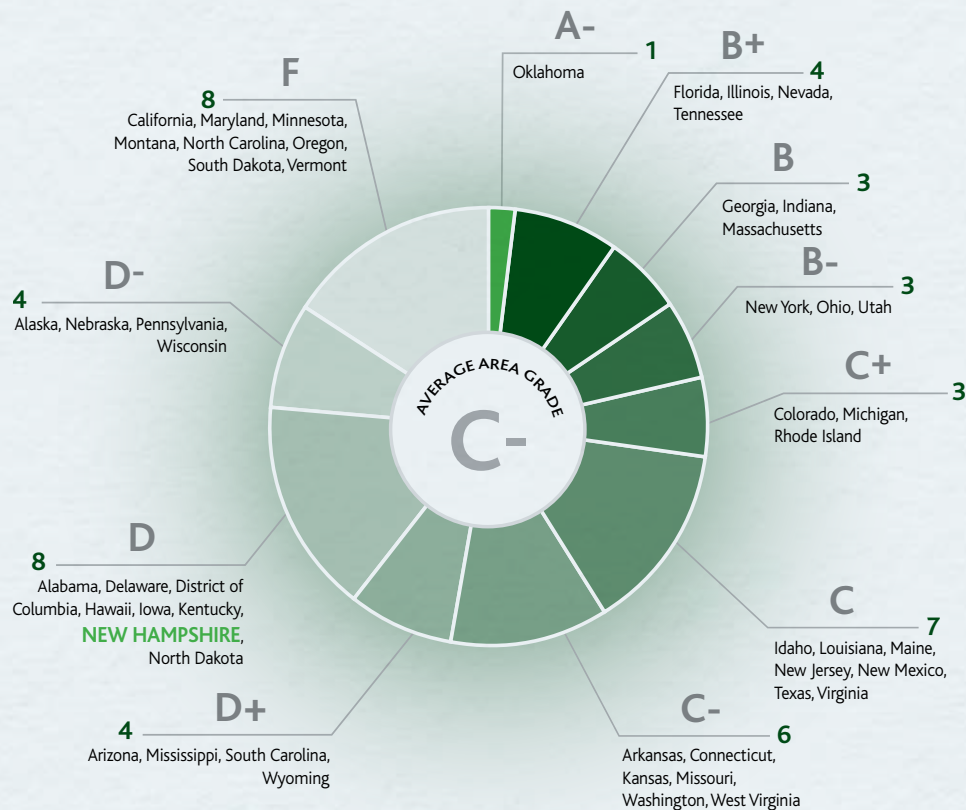 A-
1
Oklahoma
B+
4
Florida, Illinois, Nevada,
Tennessee
B
3
Georgia, Indiana,
Massachusetts
B-
3
New York, Ohio, Utah
C+
3
Colorado, Michigan,
Rhode Island
C
7
Idaho, Louisiana, Maine,
New Jersey, New Mexico,
Texas, Virginia
C-
6
Arkansas, Connecticut,
Kansas, Missouri,
Washington, West Virginia
D+
4
Arizona, Mississippi, South Carolina,
Wyoming
D
8
Alabama, Delaware, District of
Columbia, Hawaii, Iowa, Kentucky,
NEW HAMPSHIRE,
North Dakota
D-
4
Alaska, Nebraska, Pennsylvania,
Wisconsin
F
8
California, Maryland, Minnesota,
Montana, North Carolina, Oregon,
South Dakota, Vermont
AVERAGE AREA GRADE
C-